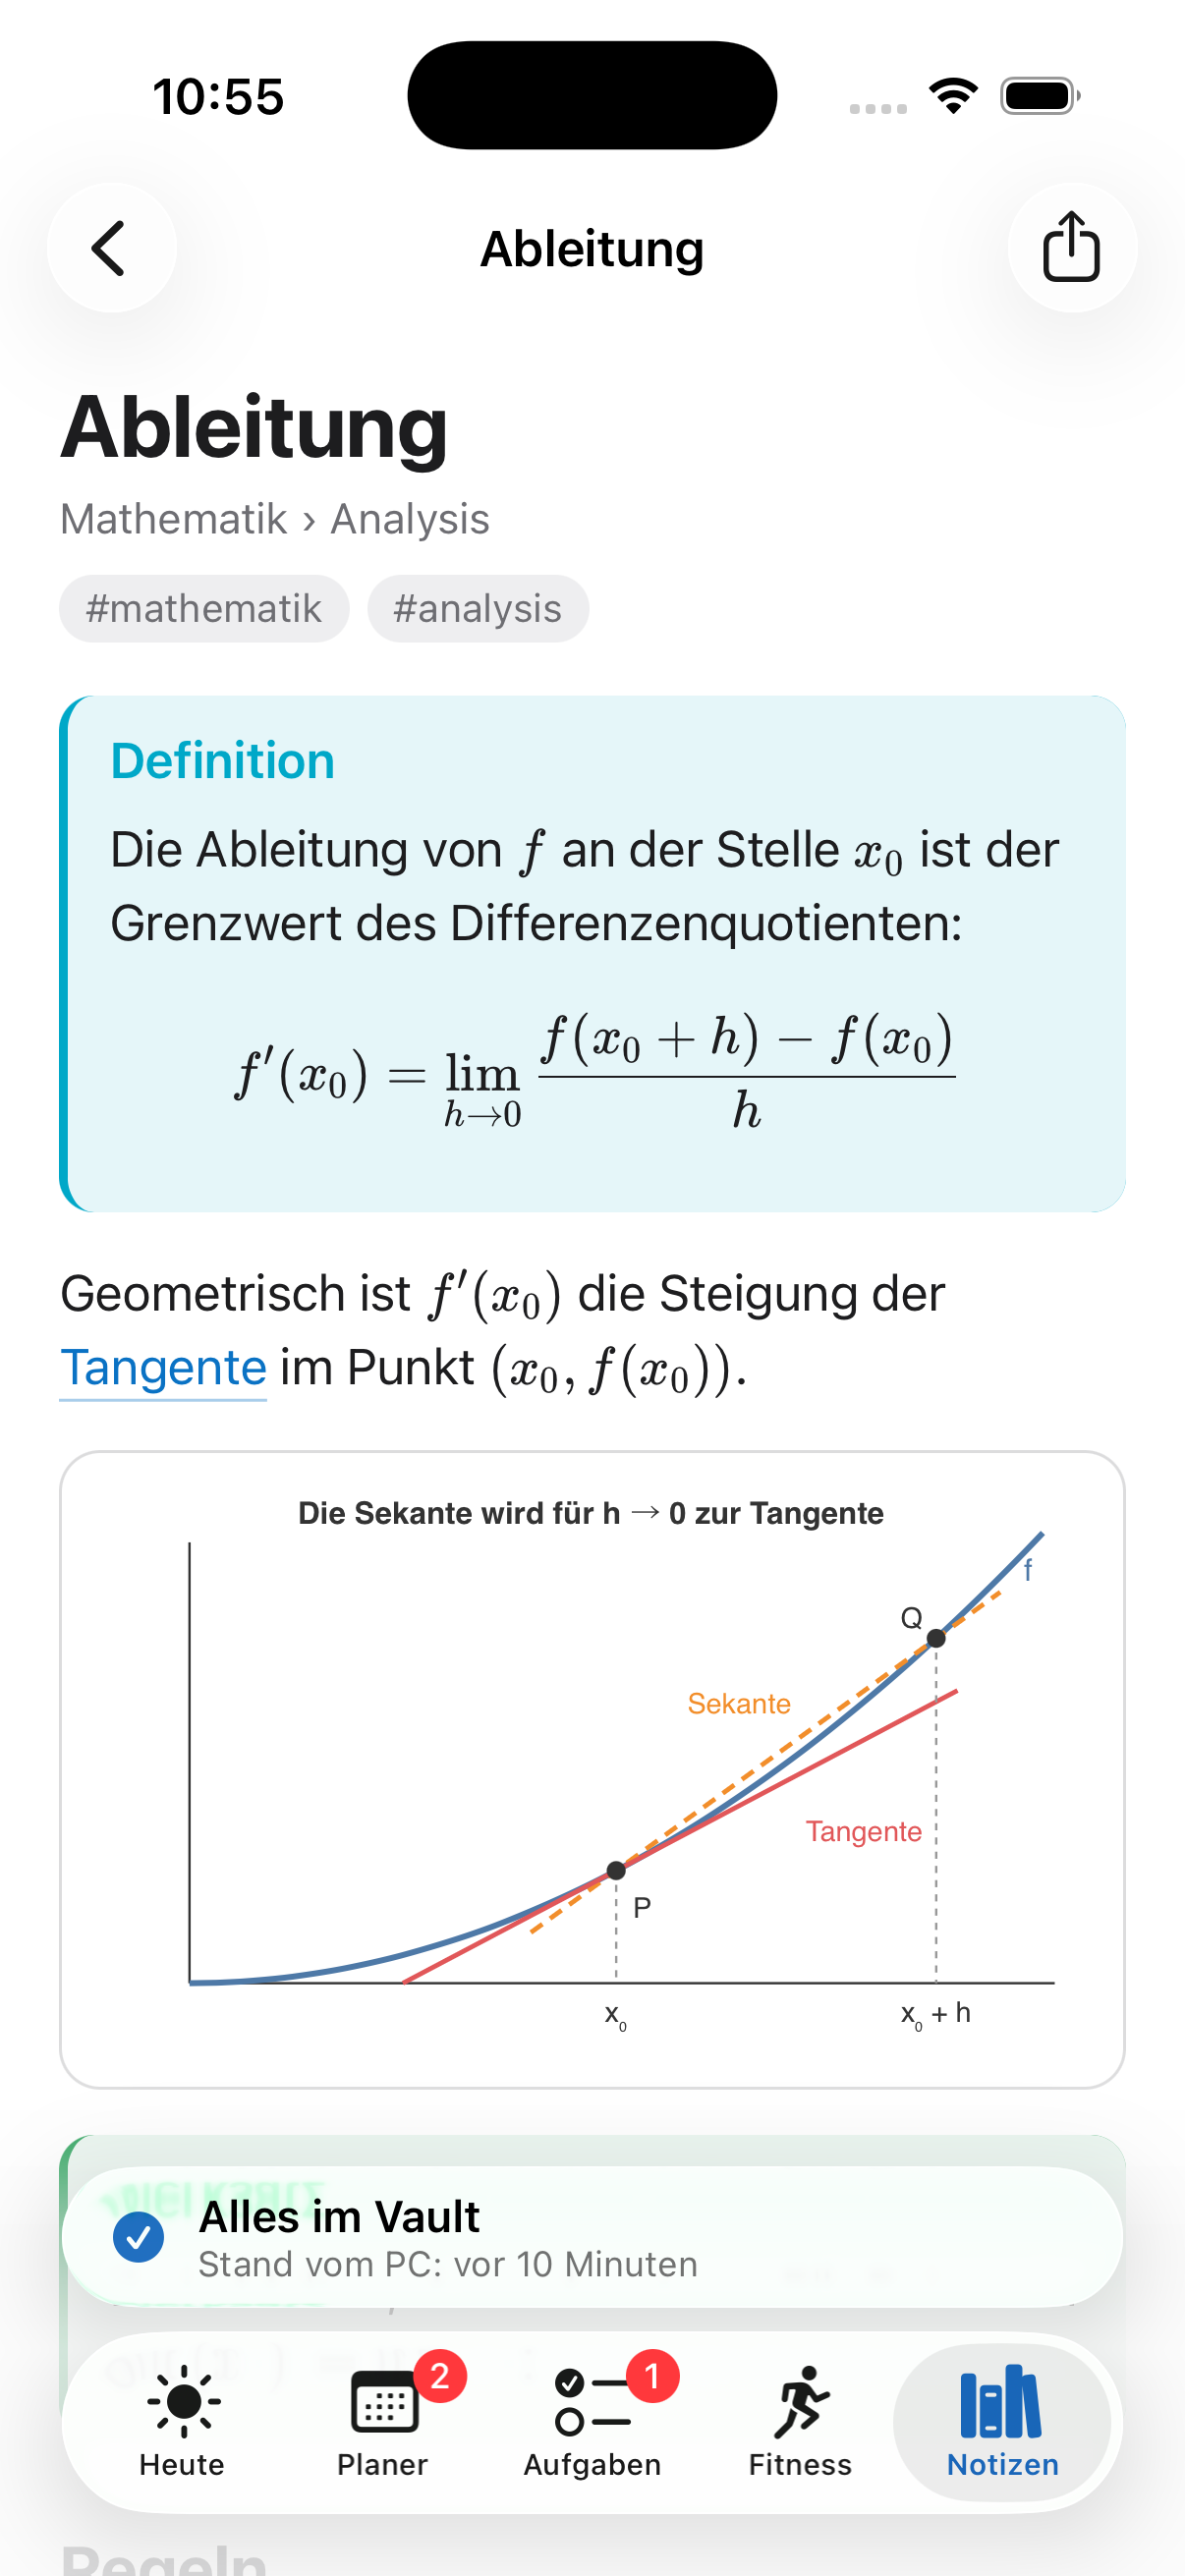 10:55
Ableitung
Ableitung
Mathematik › Analysis
#mathematik #analysis
Definition
Die Ableitung von f an der Stelle x₀ ist der
Grenzwert des Differenzenquotienten:
f′(x₀) = lim_{h→0} (f(x₀ + h) − f(x₀)) / h
Geometrisch ist f′(x₀) die Steigung der
Tangente im Punkt (x₀, f(x₀)).
Die Sekante wird für h → 0 zur Tangente
f
Q
Sekante
Tangente
P
x₀
x₀ + h
Alles im Vault
Stand vom PC: vor 10 Minuten
2
1
Heute
Planer
Aufgaben
Fitness
Notizen
Regeln